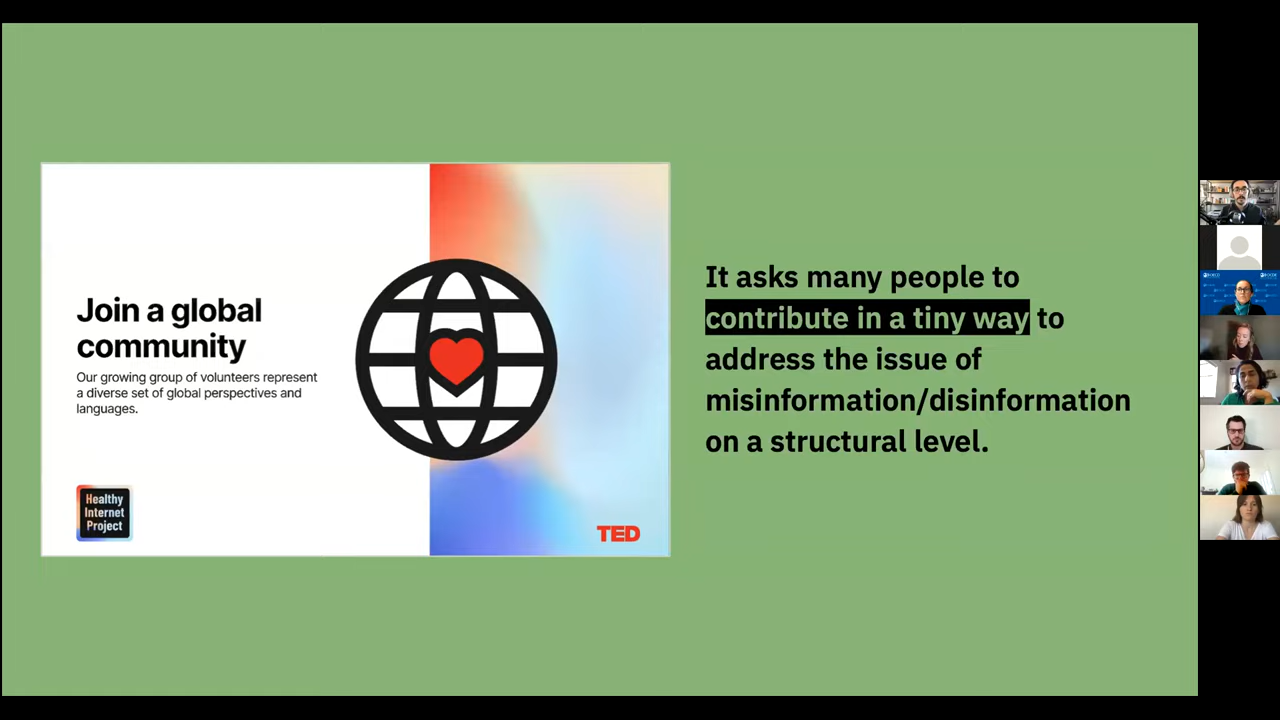 Join a global
community
Our growing group of volunteers represent
a diverse set of global perspectives and
languages.
Healthy
Internet
Project
TED
It asks many people to
contribute in a tiny way to
address the issue of
misinformation/disinformation
on a structural level.